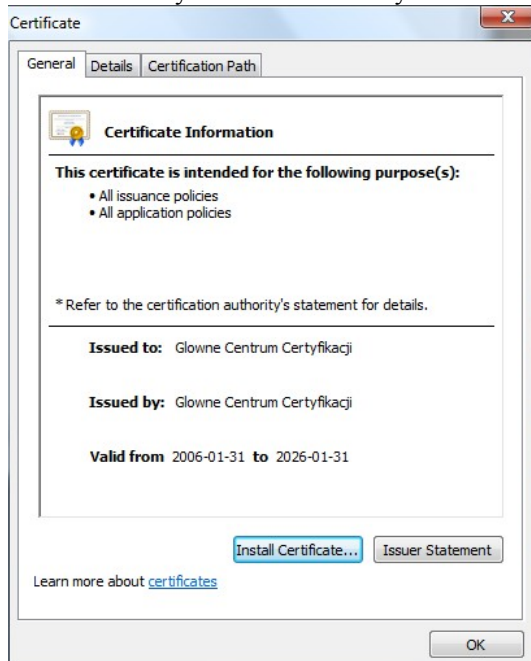 Certificate
General
Details
Certification Path
Certificate Information
This certificate is intended for the following purpose(s):
• All issuance policies
• All application policies
* Refer to the certification authority's statement for details.
Issued to: Glowne Centrum Certyfikacji
Issued by: Glowne Centrum Certyfikacji
Valid from 2006-01-31 to 2026-01-31
Install Certificate...
Issuer Statement
Learn more about certificates
OK